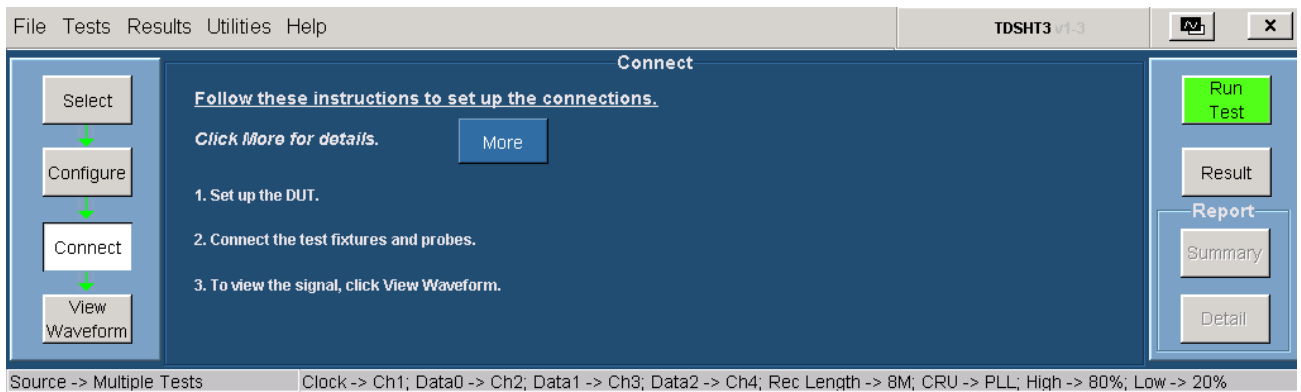 File Tests Results Utilities Help
TDSHT3 v1-3
x
Select
Configure
Connect
View
Waveform
Connect
Follow these instructions to set up the connections.
Click More for details.
More
1. Set up the DUT.
2. Connect the test fixtures and probes.
3. To view the signal, click View Waveform.
Run
Test
Result
Report
Summary
Detail
Source -> Multiple Tests
Clock -> Ch1; Data0 -> Ch2; Data1 -> Ch3; Data2 -> Ch4; Rec Length -> 8M; CRU -> PLL; High -> 80%; Low -> 20%